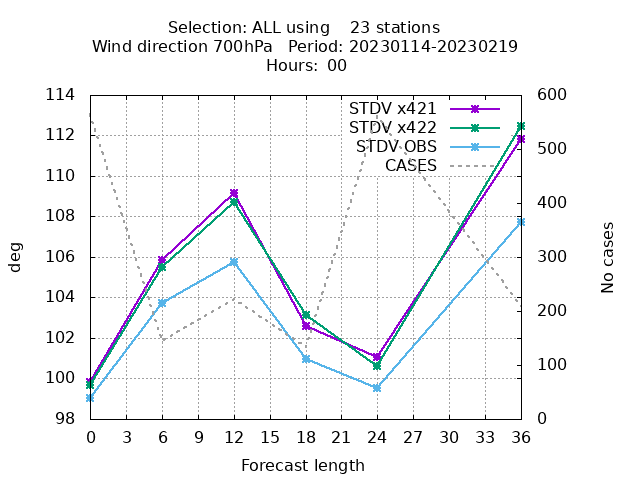 Selection: ALL using    23 stations
Wind direction 700hPa   Period: 20230114-20230219
Hours: 00
STDV x421
STDV x422
STDV OBS
CASES
deg
114
112
110
108
106
104
102
100
98
600
500
400
300
200
100
0
No cases
0 3 6 9 12 15 18 21 24 27 30 33 36
Forecast length